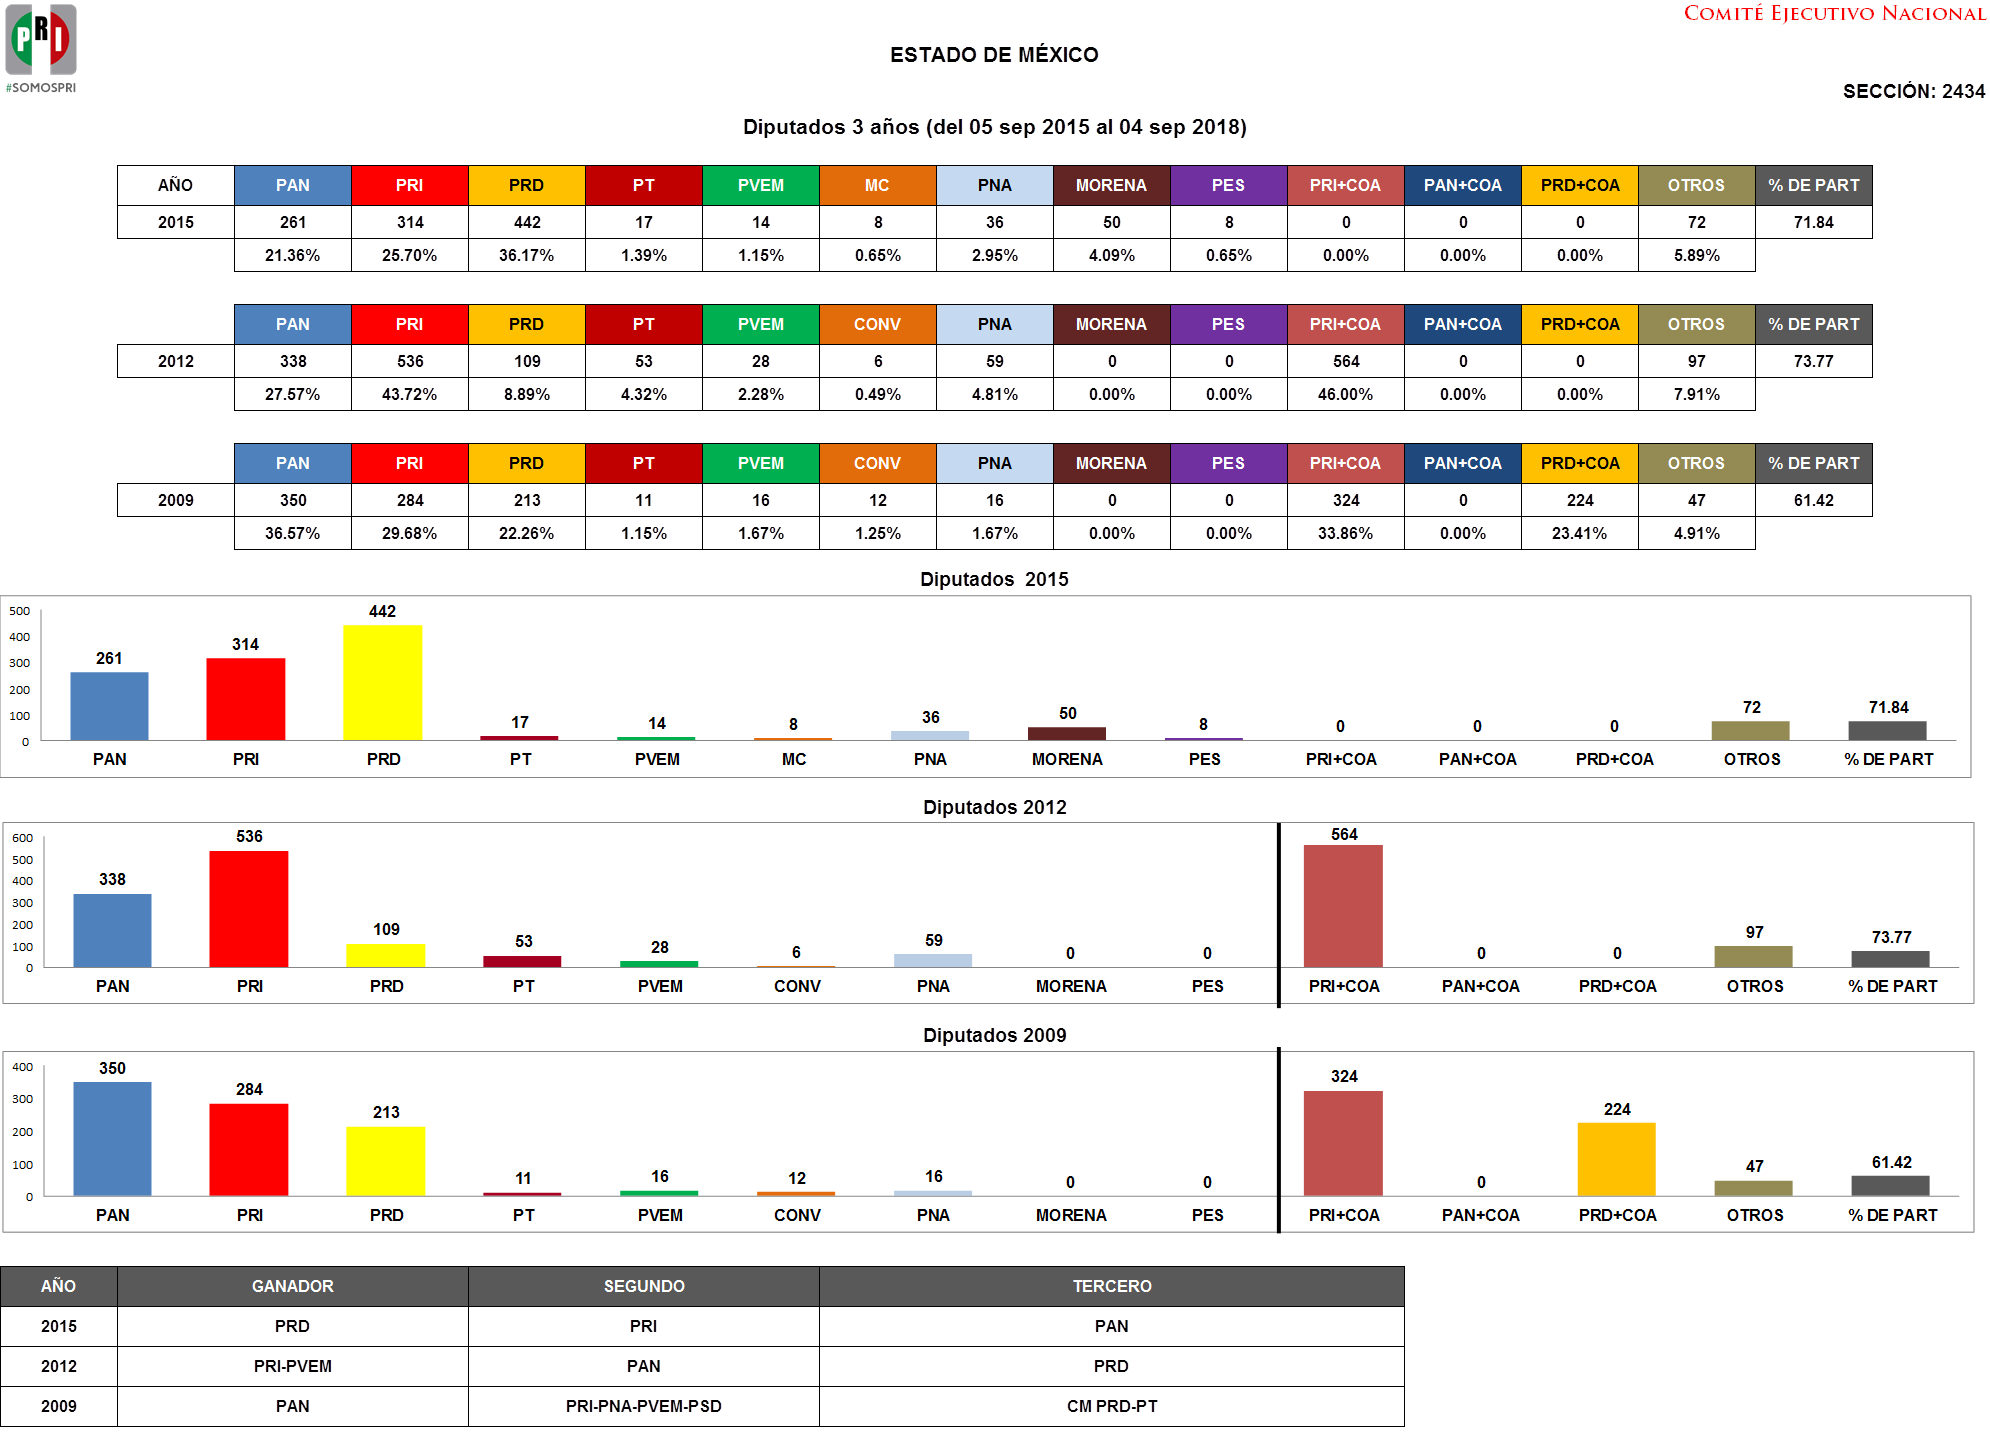 PRI
#SOMOSPRI
COMITÉ EJECUTIVO NACIONAL
ESTADO DE MÉXICO
SECCIÓN: 2434
Diputados 3 años (del 05 sep 2015 al 04 sep 2018)
AÑO PAN PRI PRD PT PVEM MC PNA MORENA PES PRI+COA PAN+COA PRD+COA OTROS % DE PART
2015 261 314 442 17 14 8 36 50 8 0 0 0 72 71.84
21.36% 25.70% 36.17% 1.39% 1.15% 0.65% 2.95% 4.09% 0.65% 0.00% 0.00% 0.00% 5.89%
PAN PRI PRD PT PVEM CONV PNA MORENA PES PRI+COA PAN+COA PRD+COA OTROS % DE PART
2012 338 536 109 53 28 6 59 0 0 564 0 0 97 73.77
27.57% 43.72% 8.89% 4.32% 2.28% 0.49% 4.81% 0.00% 0.00% 46.00% 0.00% 0.00% 7.91%
PAN PRI PRD PT PVEM CONV PNA MORENA PES PRI+COA PAN+COA PRD+COA OTROS % DE PART
2009 350 284 213 11 16 12 16 0 0 324 0 224 47 61.42
36.57% 29.68% 22.26% 1.15% 1.67% 1.25% 1.67% 0.00% 0.00% 33.86% 0.00% 23.41% 4.91%
Diputados 2015
500
400
300
200
100
0
261 314 442 17 14 8 36 50 8 0 0 0 72 71.84
PAN PRI PRD PT PVEM MC PNA MORENA PES PRI+COA PAN+COA PRD+COA OTROS % DE PART
Diputados 2012
600
500
400
300
200
100
0
338 536 109 53 28 6 59 0 0 564 0 0 97 73.77
PAN PRI PRD PT PVEM CONV PNA MORENA PES PRI+COA PAN+COA PRD+COA OTROS % DE PART
Diputados 2009
400
300
200
100
0
350 284 213 11 16 12 16 0 0 324 0 224 47 61.42
PAN PRI PRD PT PVEM CONV PNA MORENA PES PRI+COA PAN+COA PRD+COA OTROS % DE PART
AÑO GANADOR SEGUNDO TERCERO
2015 PRD PRI PAN
2012 PRI-PVEM PAN PRD
2009 PAN PRI-PNA-PVEM-PSD CM PRD-PT